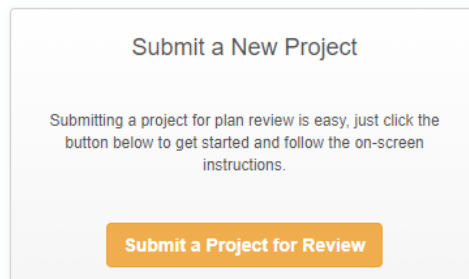 Submit a New Project
Submitting a project for plan review is easy, just click the
button below to get started and follow the on-screen
instructions.
Submit a Project for Review